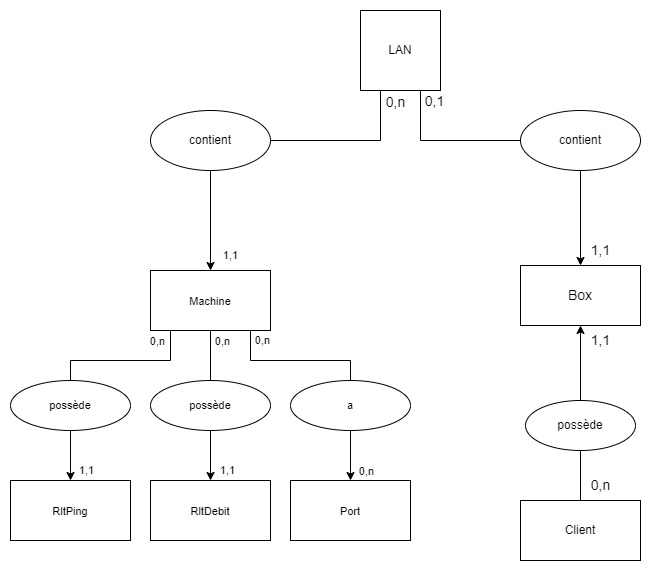 LAN
0,n
0,1
contient
contient
1,1
1,1
Machine
Box
0,n
0,n
0,n
1,1
possède
possède
a
possède
1,1
1,1
0,n
0,n
RltPing
RltDebit
Port
Client